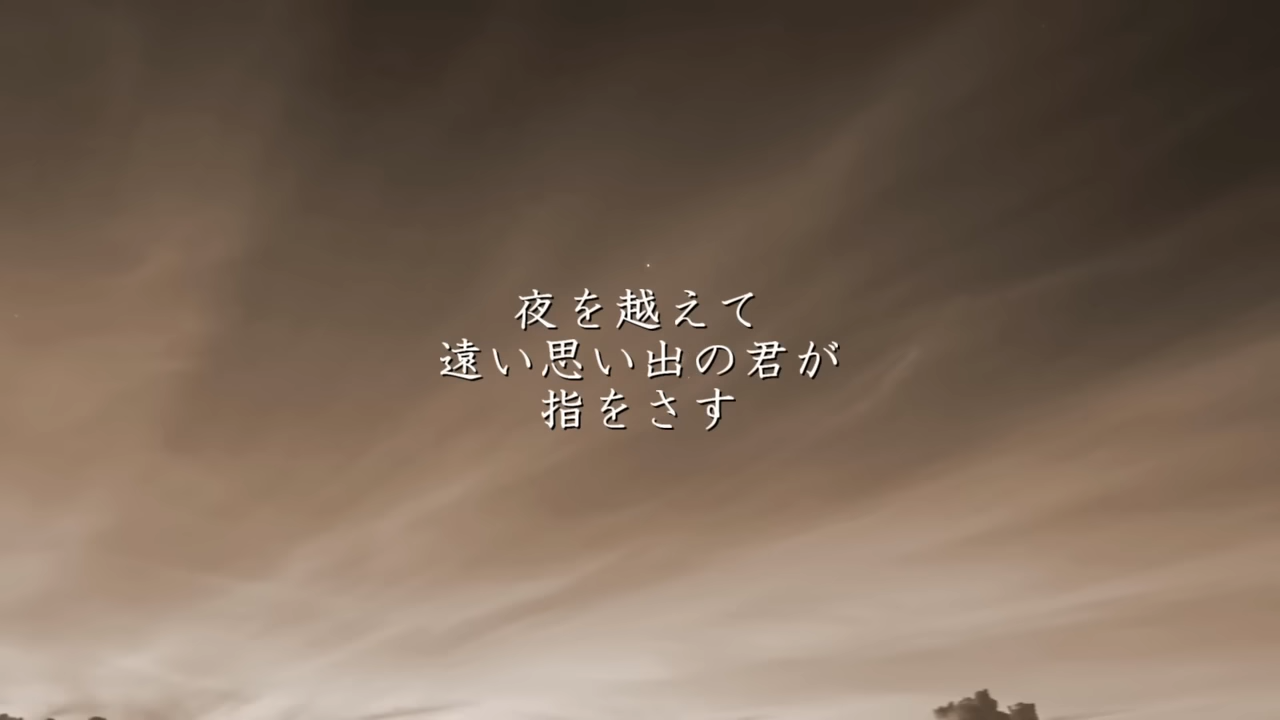 夜を越えて
遠い思い出の君が
指をさす